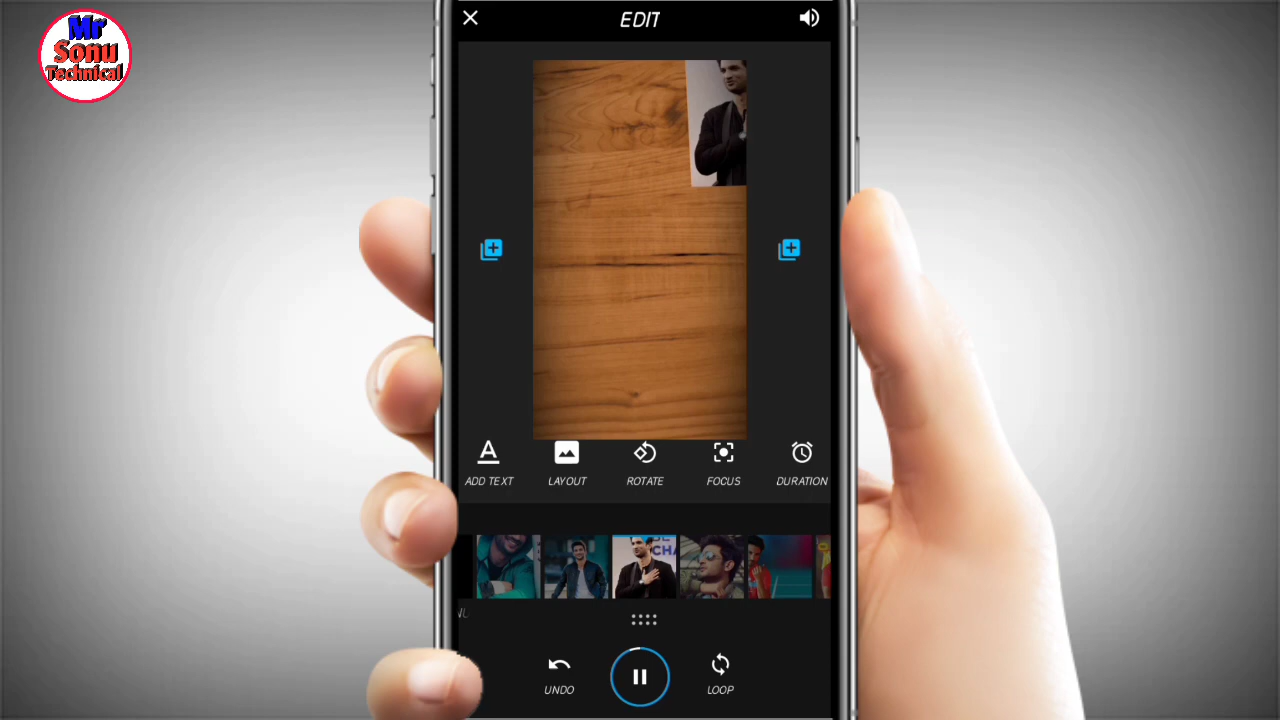 Mr
Sonu
Technical
EDIT
ADD TEXT
LAYOUT
ROTATE
FOCUS
DURATION
UNDO
LOOP